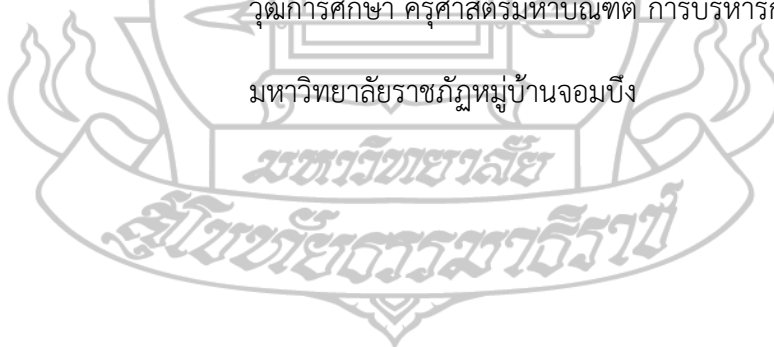 วุฒิการศึกษา ครุศาสตรมหาบัณฑิต การบริหารก
มหาวิทยาลัยราชภัฏหมู่บ้านจอมบึง
มหาวิทยาลัย
สุโขทัยธรรมาธิราช